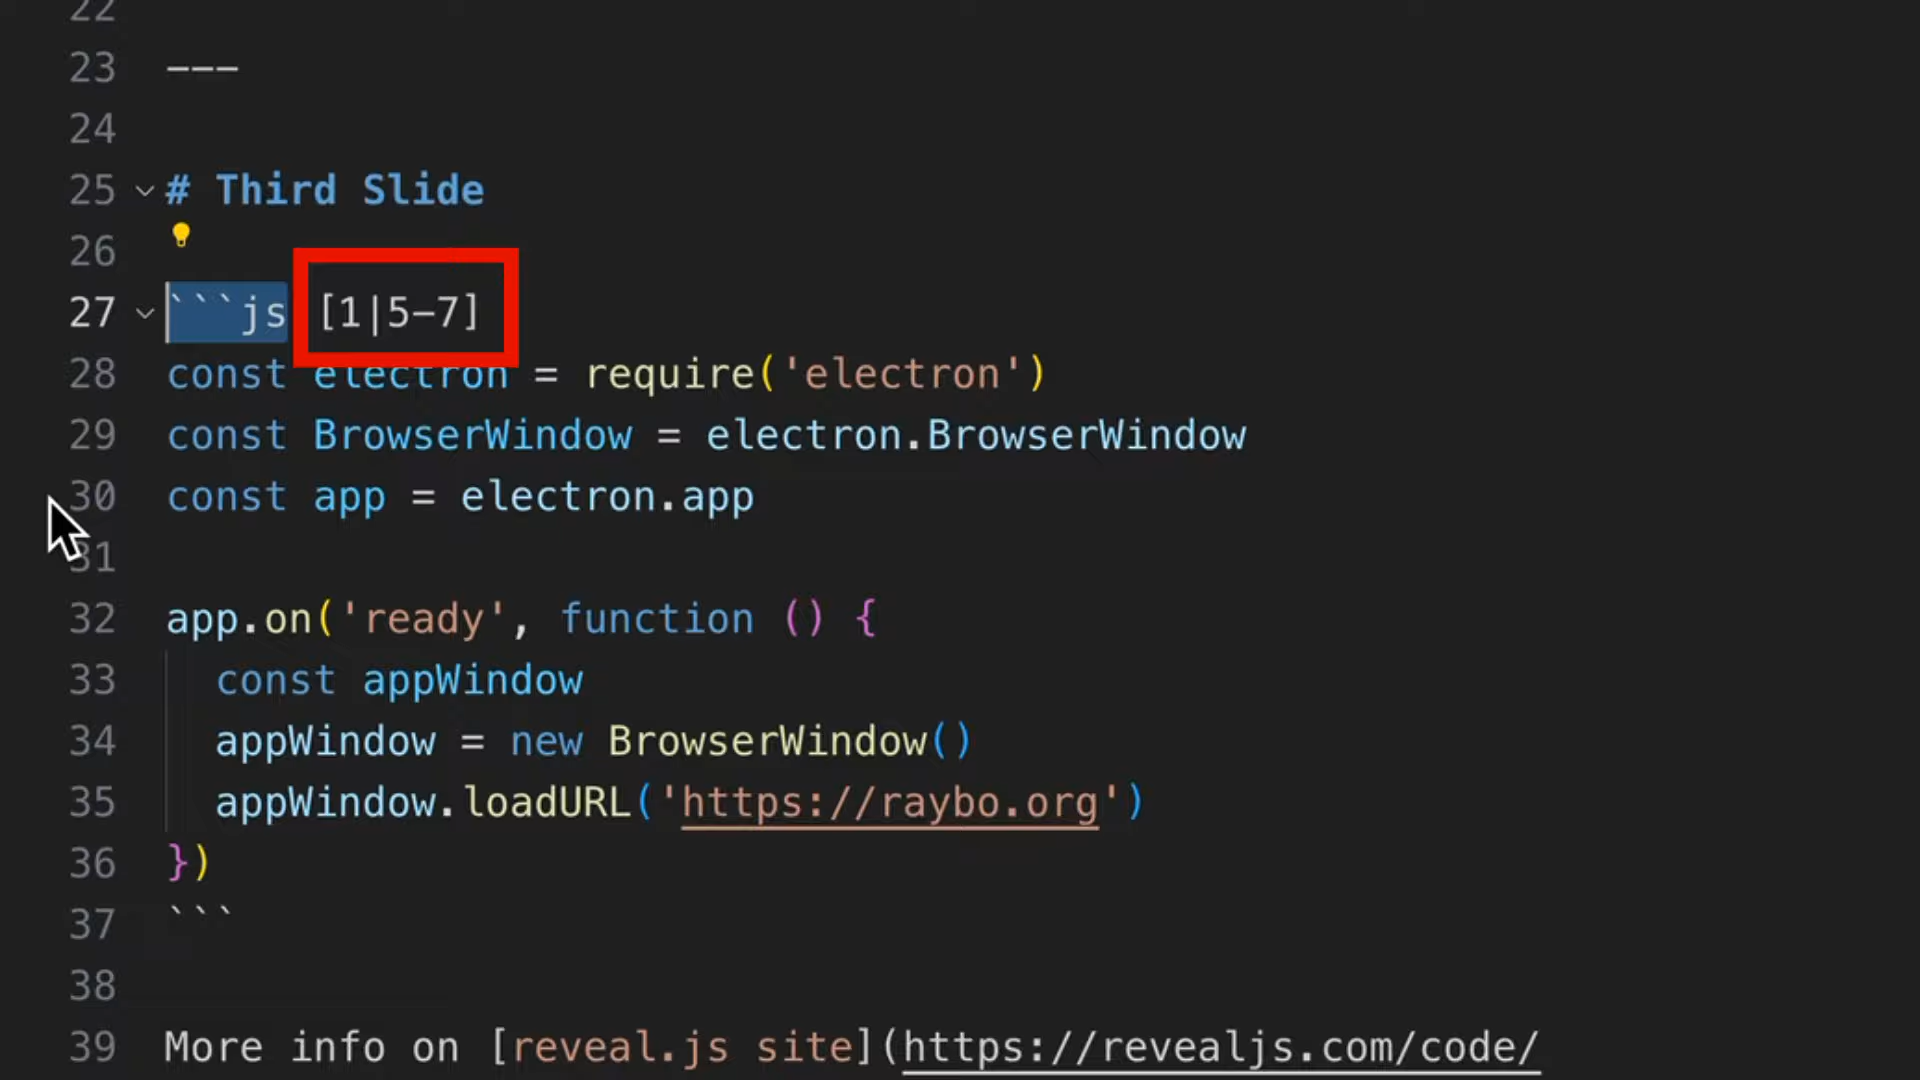 22
23 ---
24
25 # Third Slide
26
27 ```js [1|5-7]
28 const electron = require('electron')
29 const BrowserWindow = electron.BrowserWindow
30 const app = electron.app
31
32 app.on('ready', function () {
33 const appWindow
34 appWindow = new BrowserWindow()
35 appWindow.loadURL('https://raybo.org')
36 })
37 ```
38
39 More info on [reveal.js site](https://revealjs.com/code/